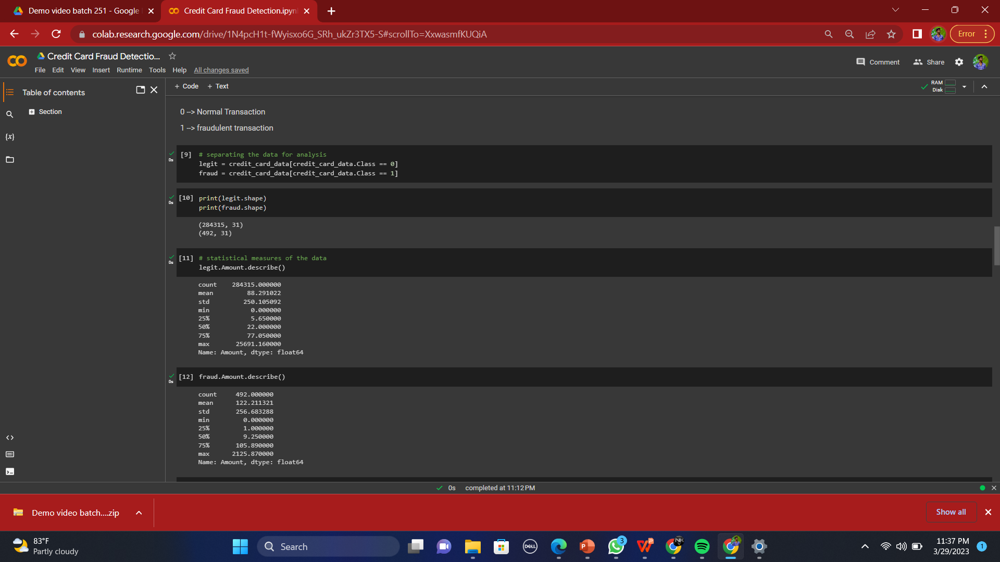 Demo video batch 251 - Google
Credit Card Fraud Detection.ipyn
colab.research.google.com/drive/1N4pcH1t-fWyisxo6G_SRh_ukZr3TX5-S#scrollTo=XxwasmfKUQiA
Error
Credit Card Fraud Detectio...
File Edit View Insert Runtime Tools Help All changes saved
Comment Share
+ Code + Text
RAM
Disk
Table of contents
Section
{x}
0 --> Normal Transaction
1 --> fraudulent transaction
0s
[9] # separating the data for analysis
legit = credit_card_data[credit_card_data.Class == 0]
fraud = credit_card_data[credit_card_data.Class == 1]
0s
[10] print(legit.shape)
print(fraud.shape)
(284315, 31)
(492, 31)
0s
[11] # statistical measures of the data
legit.Amount.describe()
count 284315.000000
mean 88.291022
std 250.105092
min 0.000000
25% 5.650000
50% 22.000000
75% 77.050000
max 25691.160000
Name: Amount, dtype: float64
0s
[12] fraud.Amount.describe()
count 492.000000
mean 122.211321
std 256.683288
min 0.000000
25% 1.000000
50% 9.250000
75% 105.890000
max 2125.870000
Name: Amount, dtype: float64
0s completed at 11:12 PM
Demo video batch....zip
Show all
83°F
Partly cloudy
Search
DELL
P
3
NK
11:37 PM
3/29/2023
1